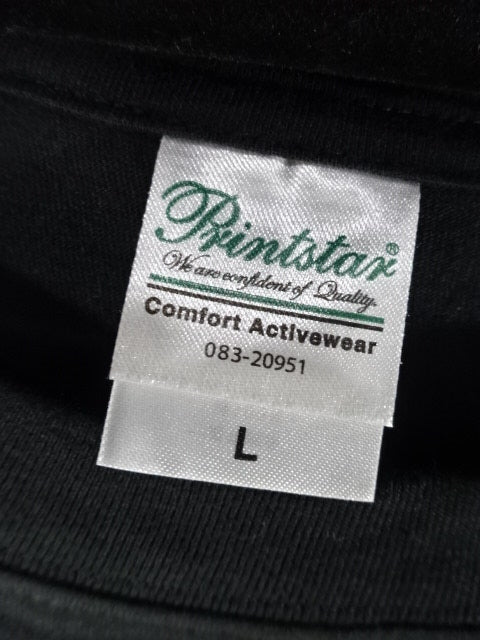 Printstar®
We are confident of Quality.
Comfort Activewear
083-20951
L